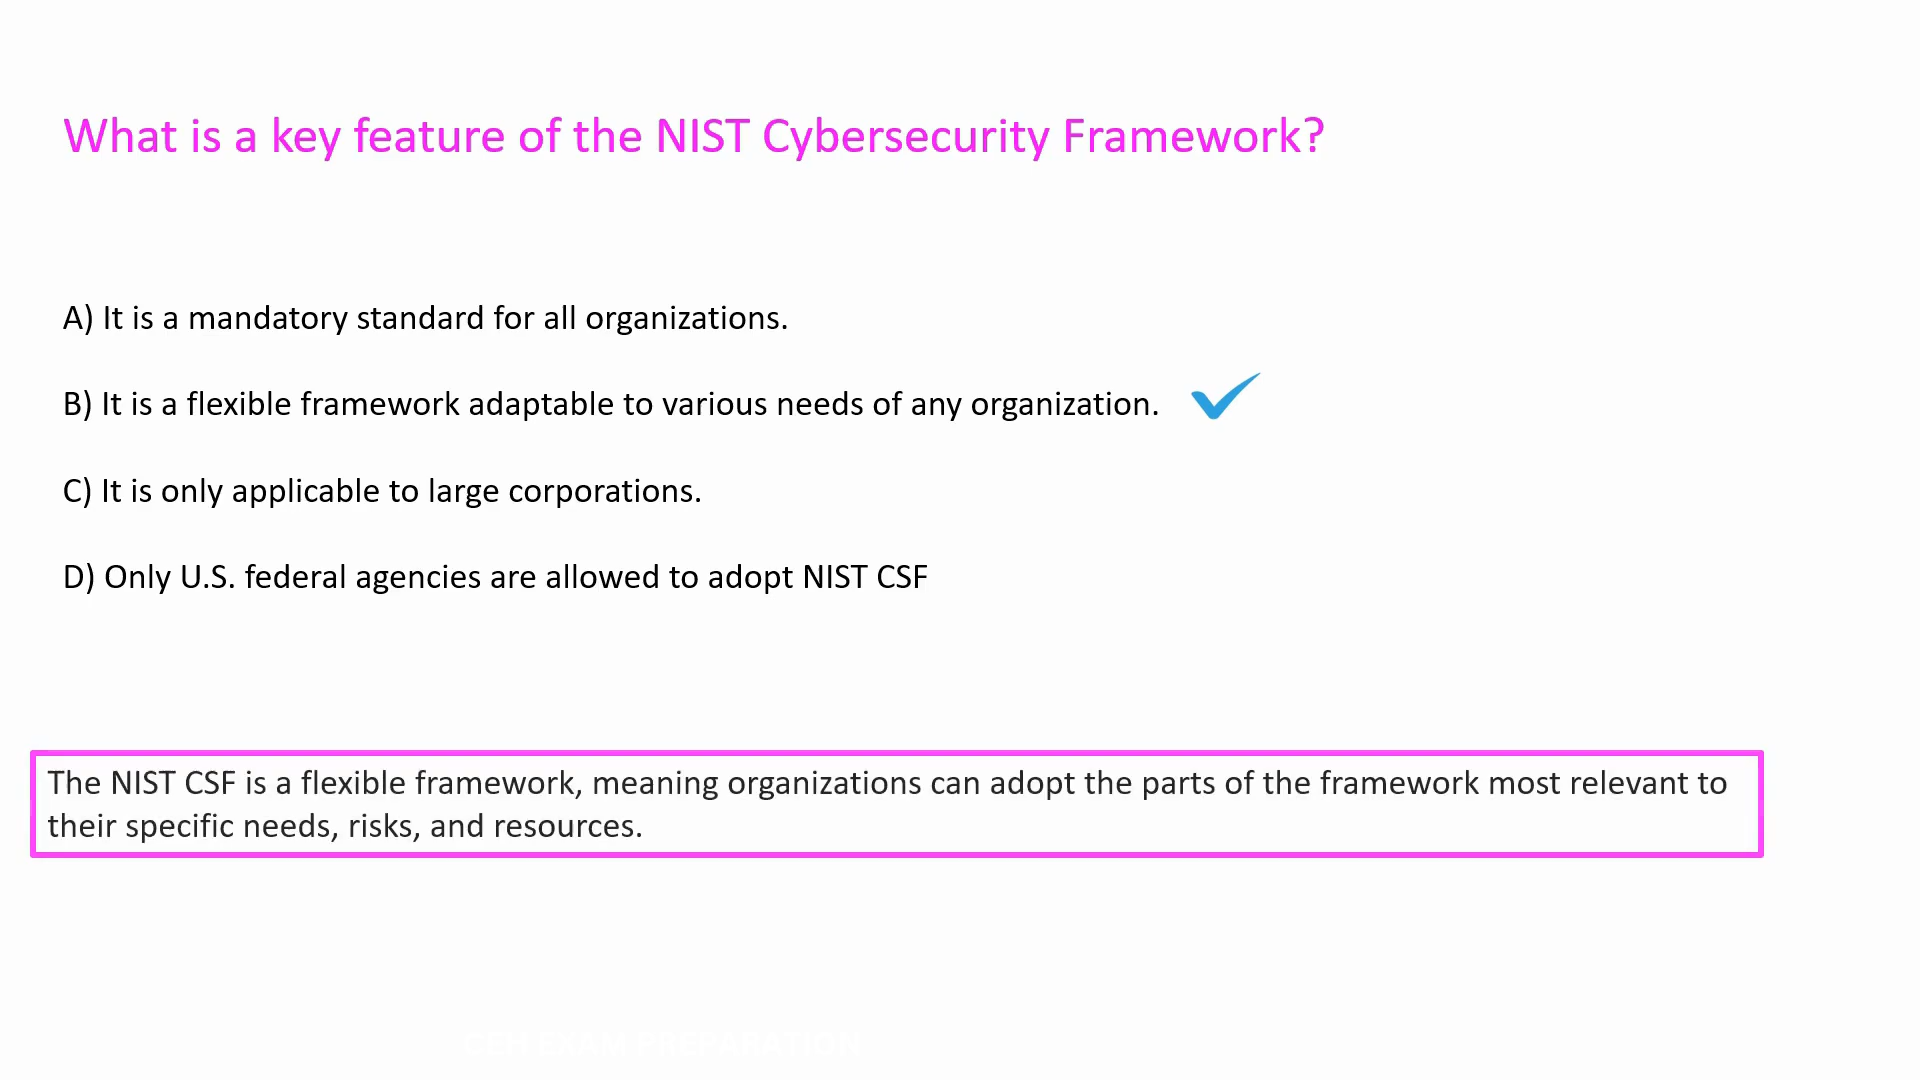 What is a key feature of the NIST Cybersecurity Framework?
A) It is a mandatory standard for all organizations.
B) It is a flexible framework adaptable to various needs of any organization.
C) It is only applicable to large corporations.
D) Only U.S. federal agencies are allowed to adopt NIST CSF
The NIST CSF is a flexible framework, meaning organizations can adopt the parts of the framework most relevant to
their specific needs, risks, and resources.
CEH EXAM PREPARATION